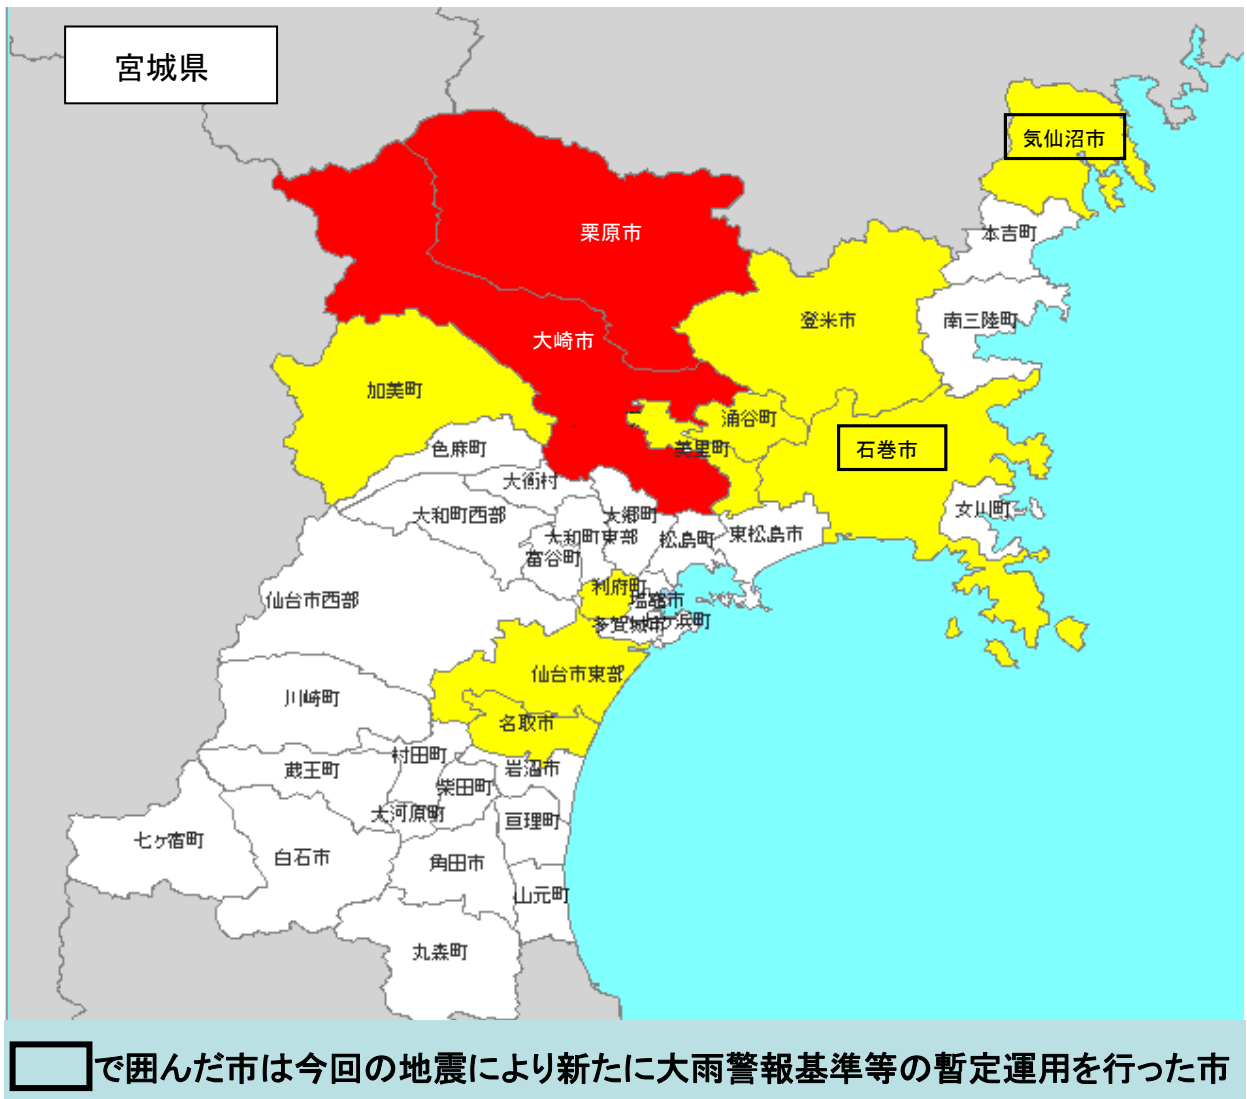 宮城県
気仙沼市
栗原市
本吉町
登米市
南三陸町
大崎市
加美町
涌谷町
色麻町
美里町
石巻市
大衡村
女川町
大和町西部
大郷町
大和町東部
松島町
東松島市
富谷町
利府町
仙台市西部
塩竈市
七ヶ浜町
多賀城市
仙台市東部
川崎町
名取市
村田町
蔵王町
岩沼市
柴田町
大河原町
亘理町
七ヶ宿町
白石市
角田市
山元町
丸森町
で囲んだ市は今回の地震により新たに大雨警報基準等の暫定運用を行った市